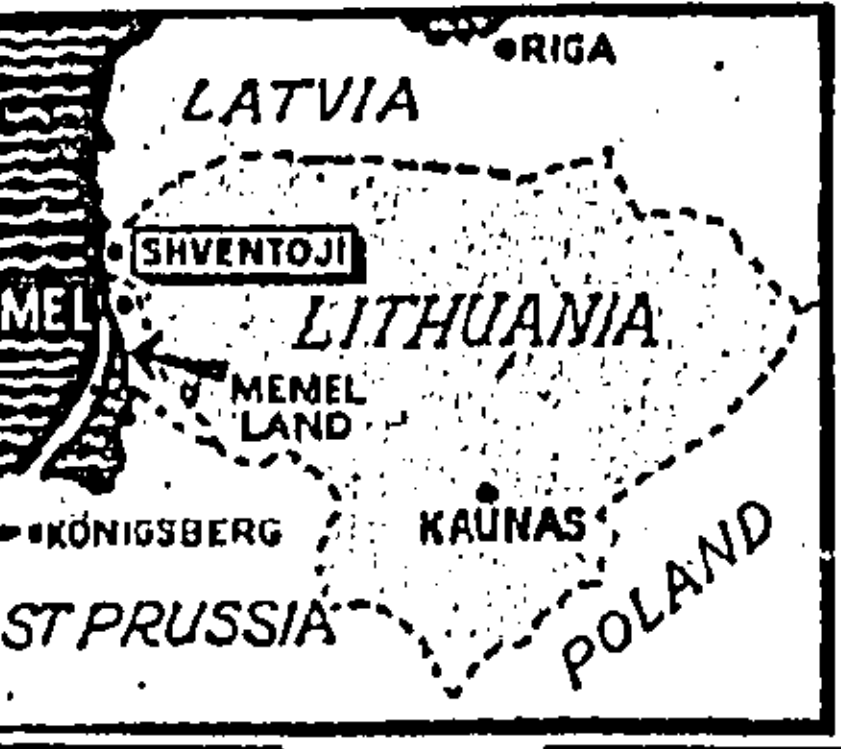 RIGA
LATVIA
SHVENTOJI
MEL
LITHUANIA
MEMEL
LAND
KÖNIGSBERG
KAUNAS
ST PRUSSIA
POLAND